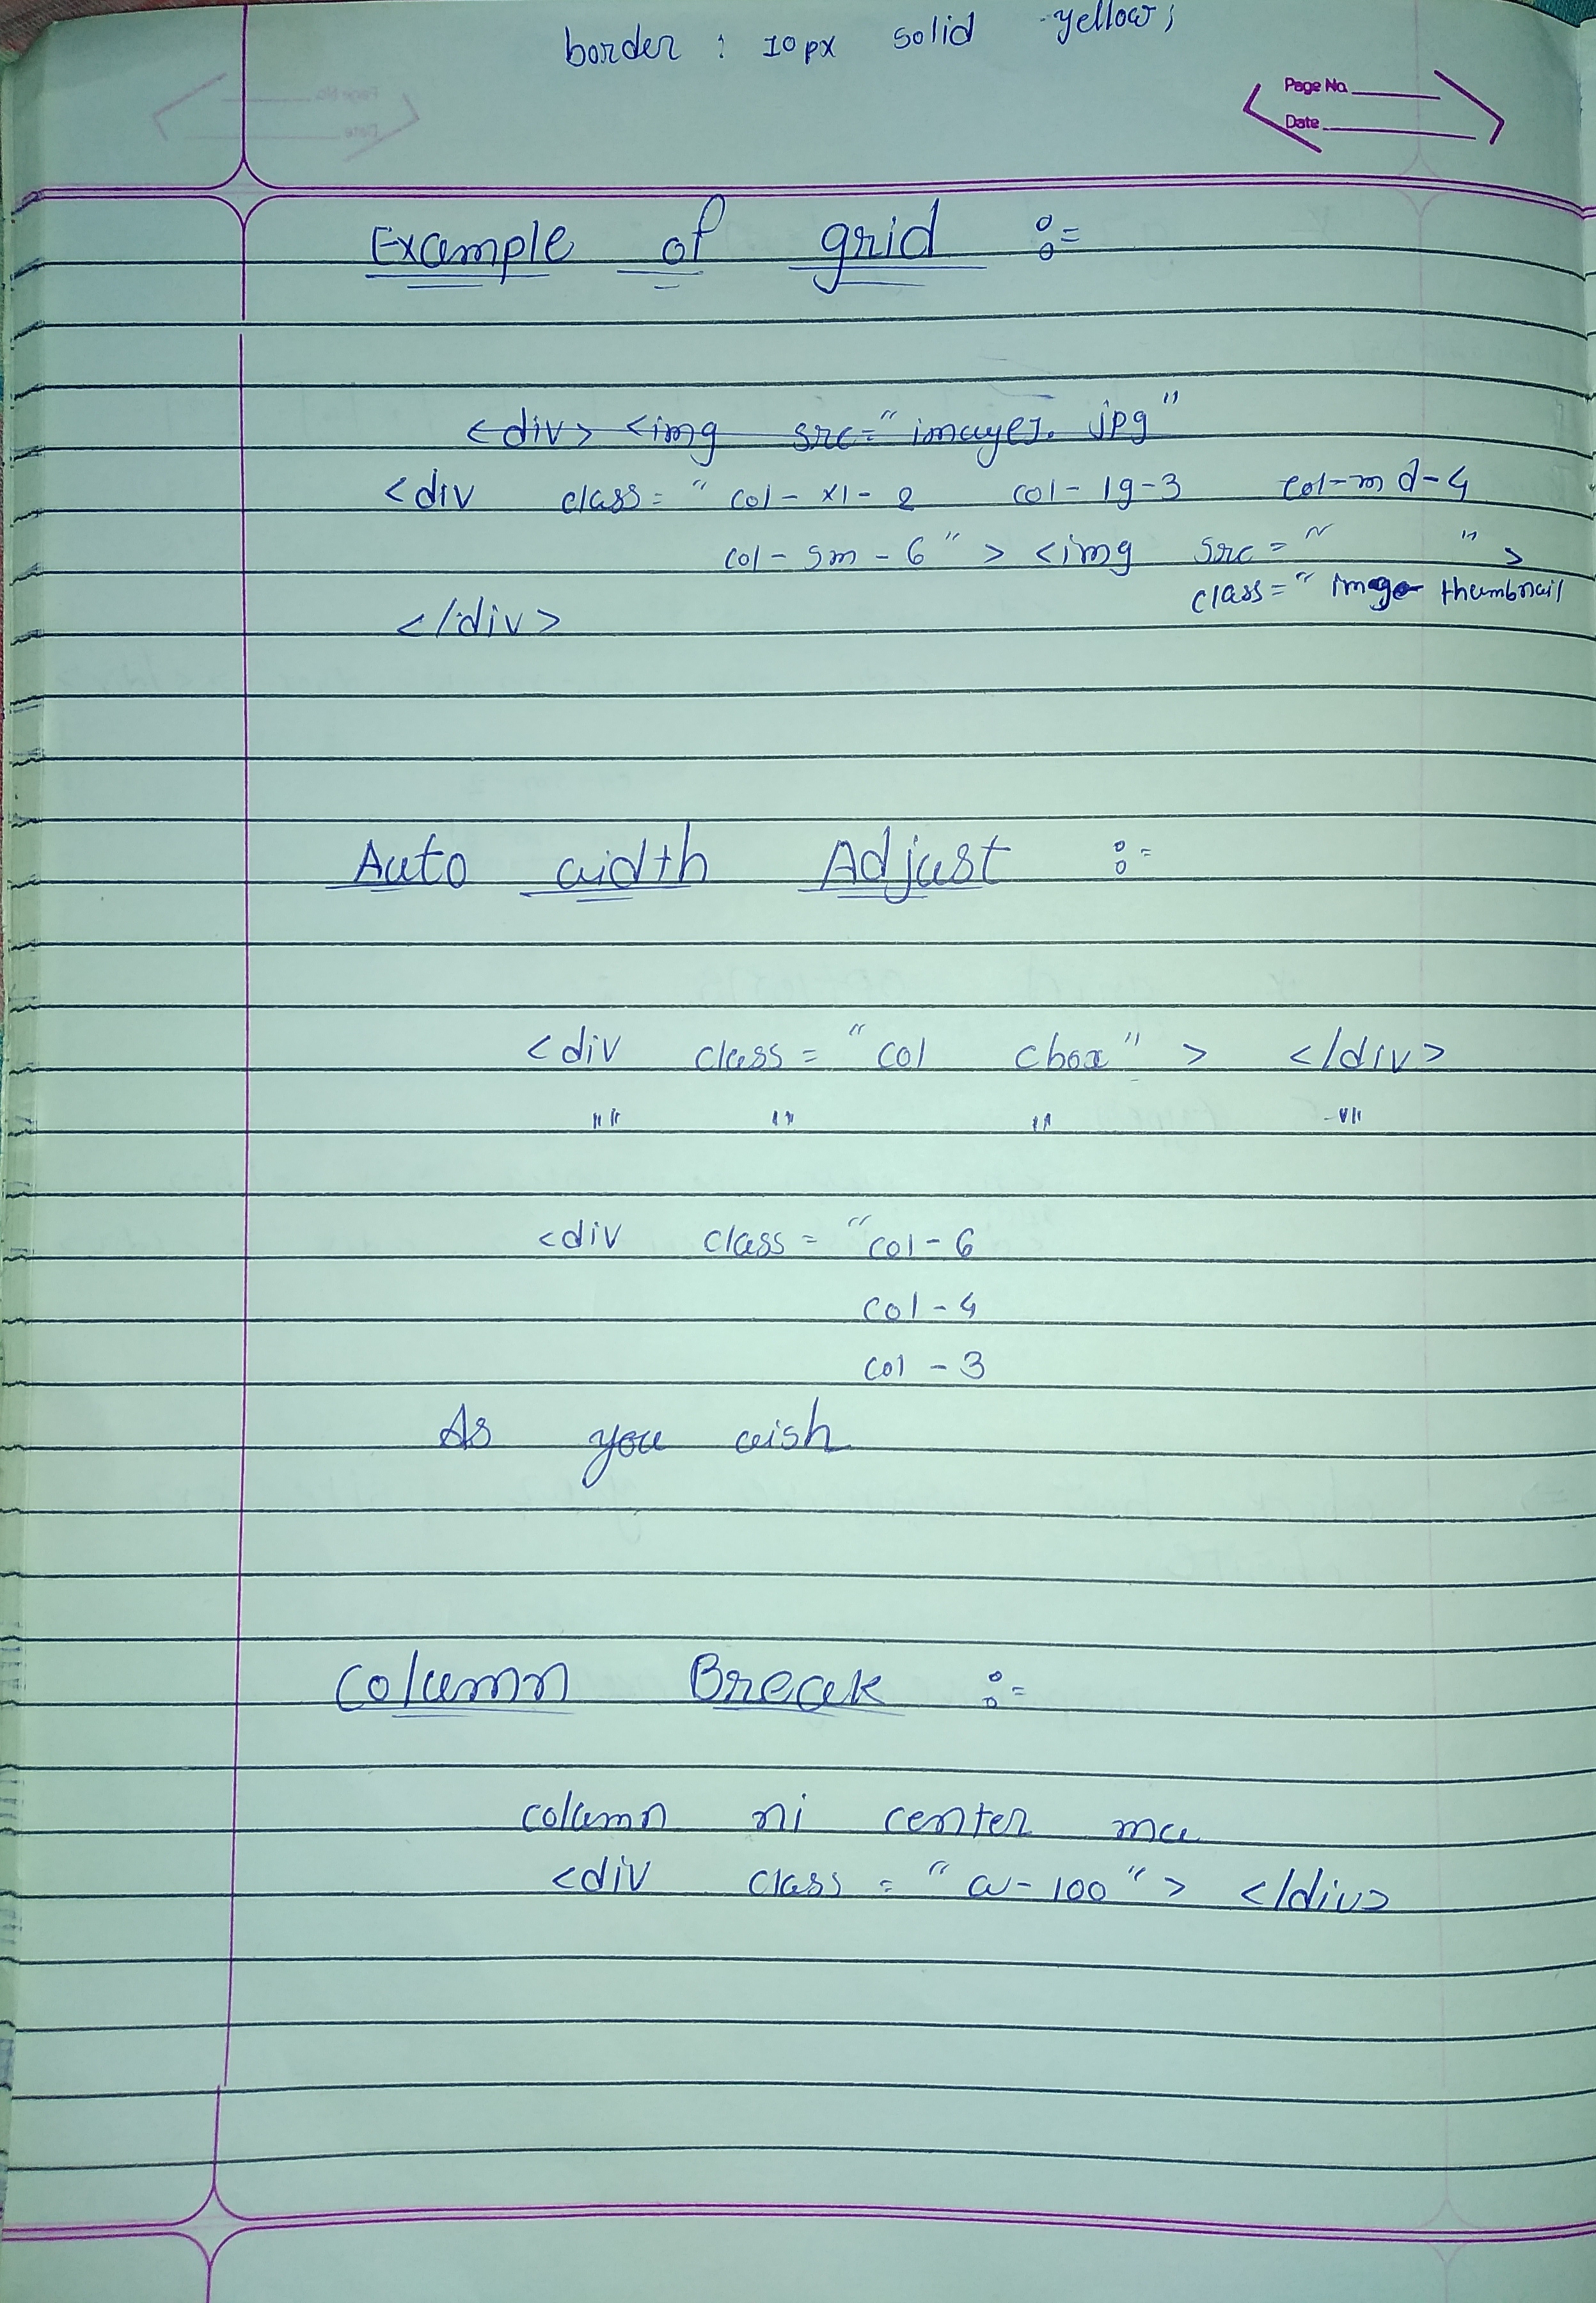 border : 10px solid yellow;
Page No.
Date
Example of grid :=
<div> <img src="images. jpg"
<div class = "col - xl - 2 col - lg - 3 col - md - 4
col - sm - 6" > <img src = " " >
class = " image thumbnail
</div>
Auto width Adjust :=
<div class = "col cbox" > </div>
"" "" "" ""
<div class = "col - 6
col - 4
col - 3
As you wish
Column Break :=
column ni center ma
<div class = "w - 100" > </div>